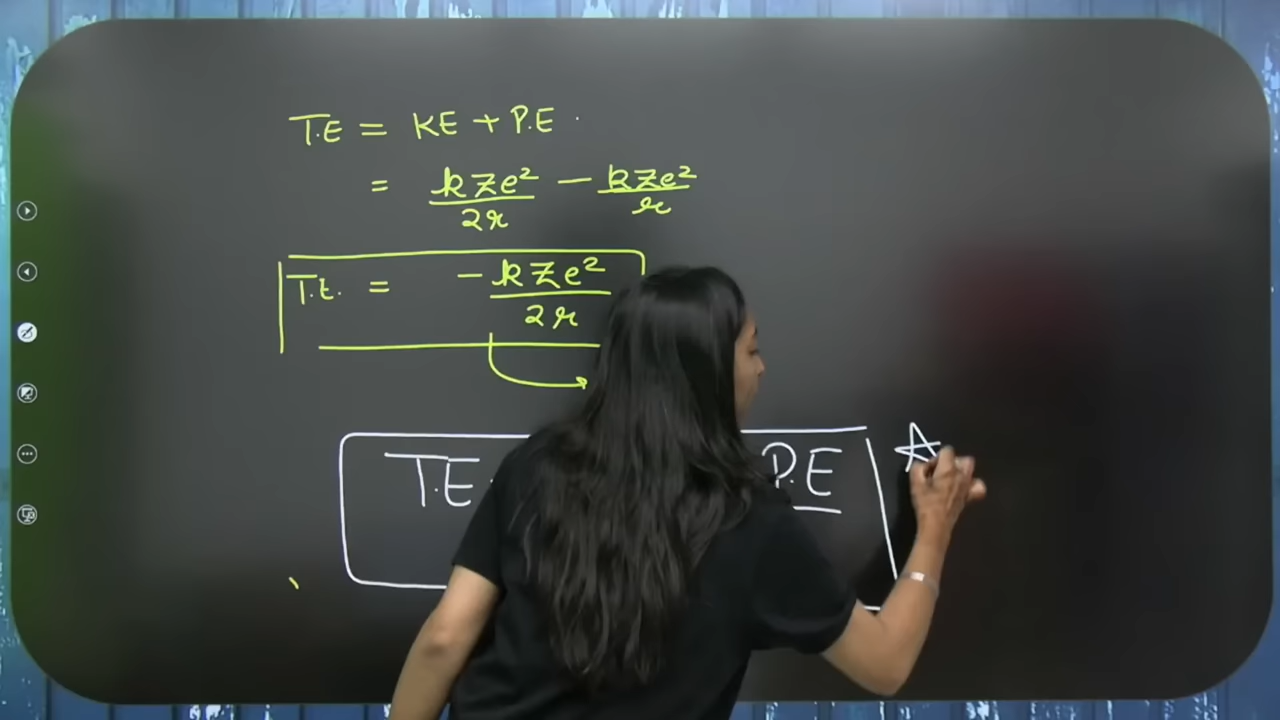 T.E = KE + P.E
= kZe²/2r - kZe²/r
T.E. = -kZe²/2r
T.E P.E